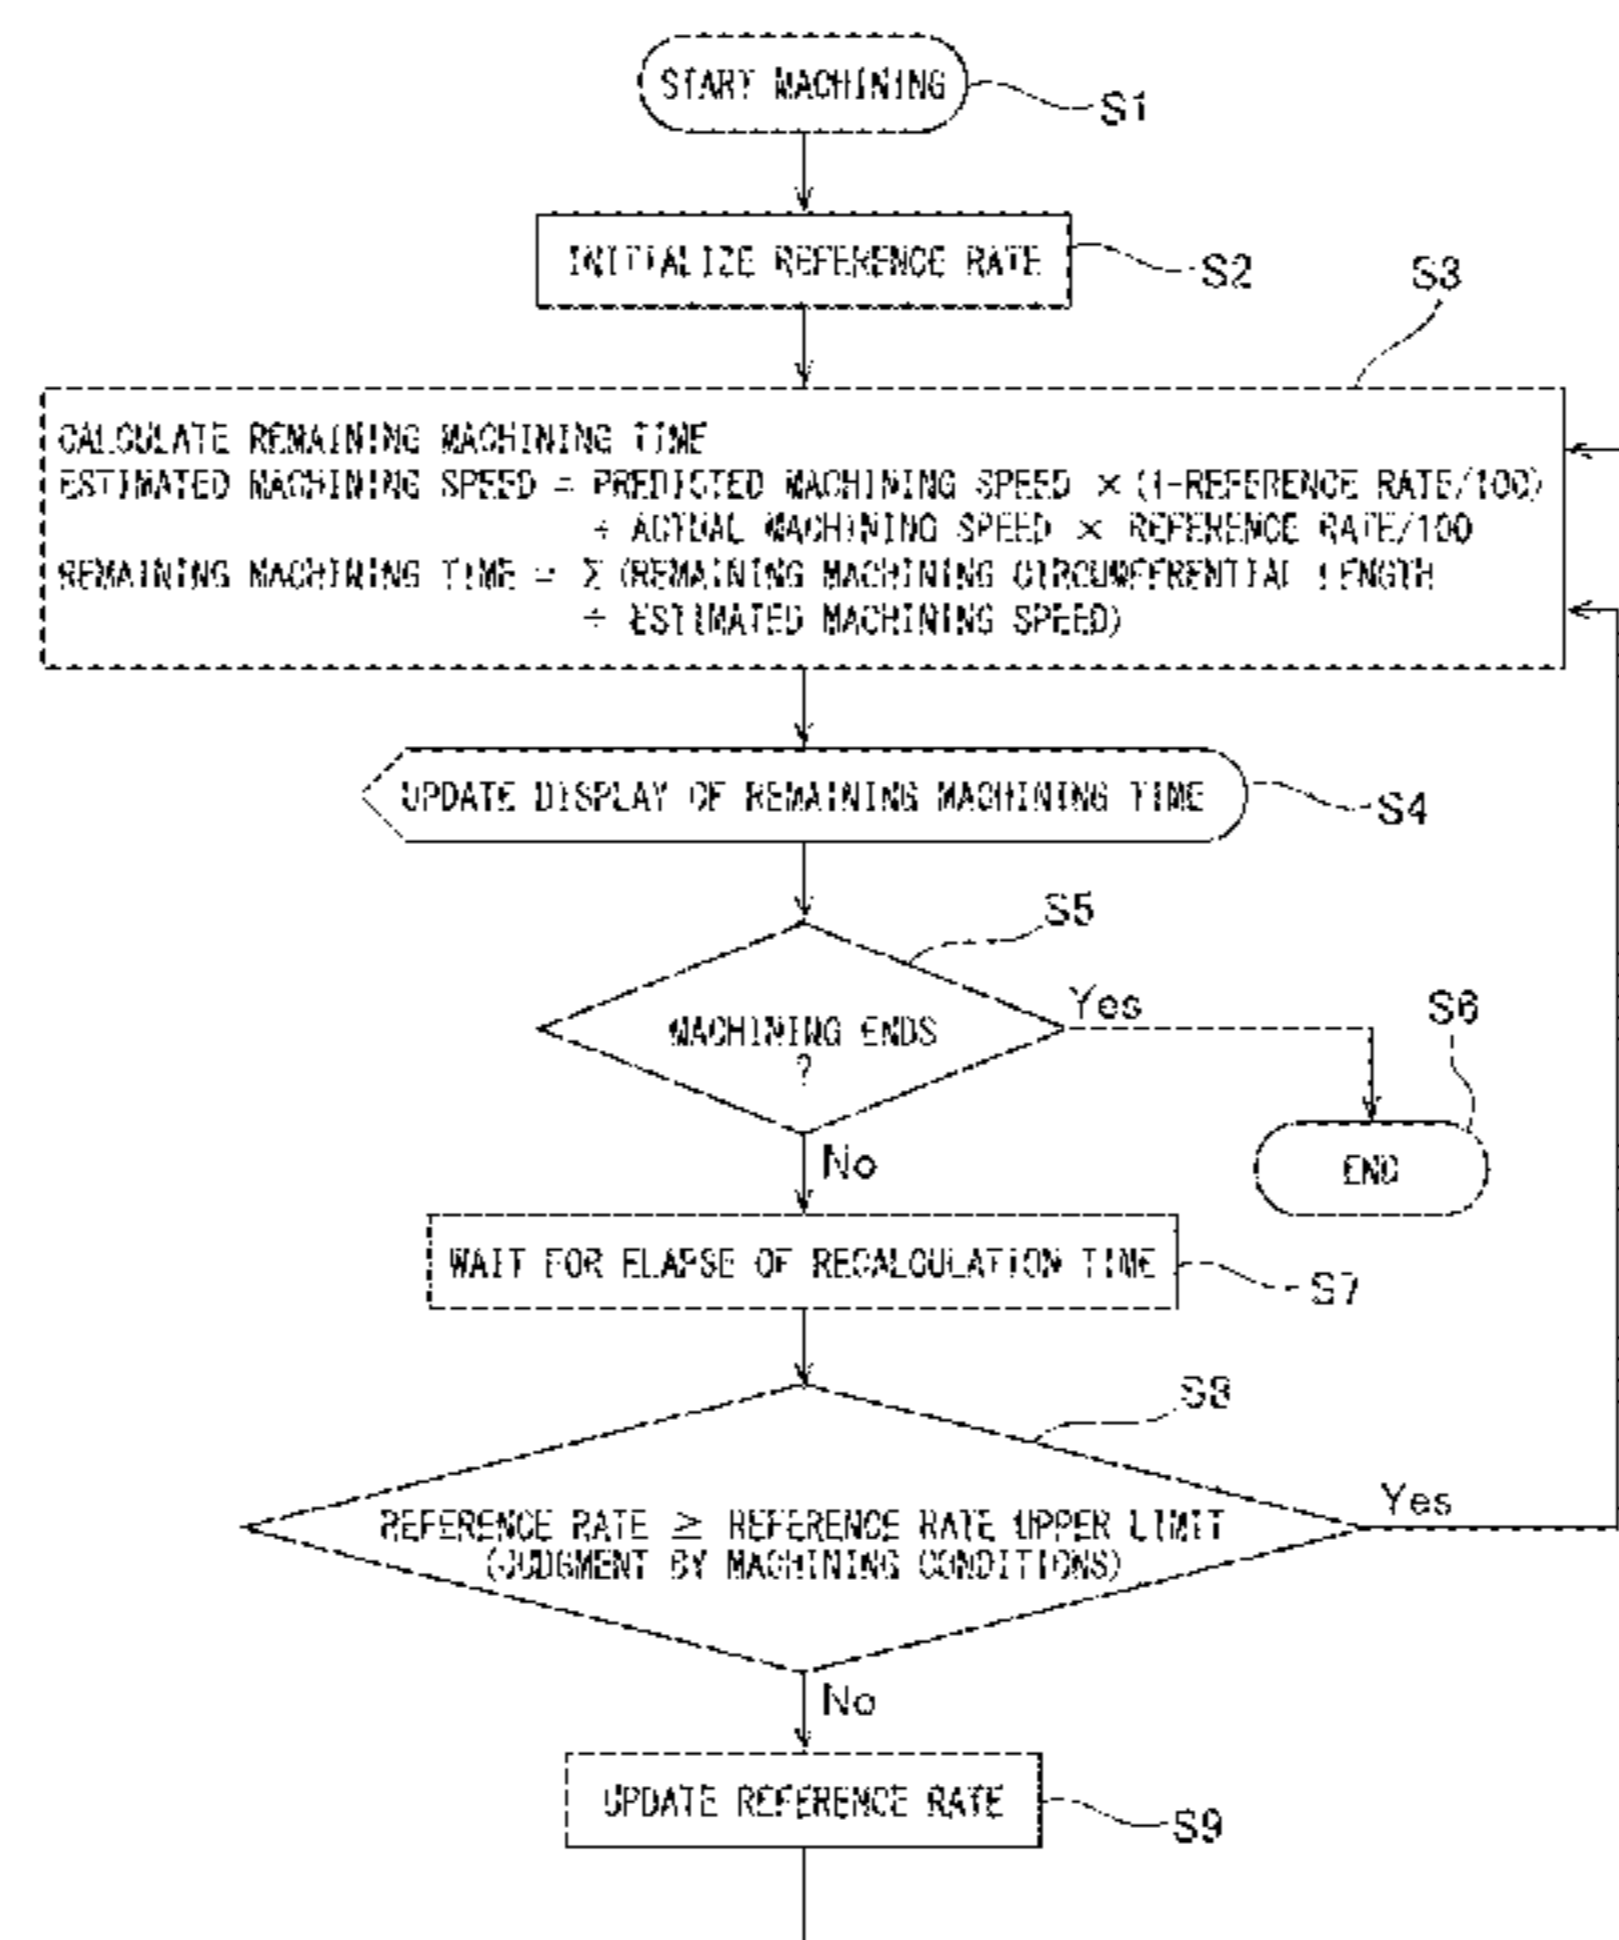 START MACHINING
S1
INITIALIZE REFERENCE RATE
S2
S3
CALCULATE REMAINING MACHINING TIME
ESTIMATED MACHINING SPEED = PREDICTED MACHINING SPEED × (1-REFERENCE RATE/100)
+ ACTUAL MACHINING SPEED × REFERENCE RATE/100
REMAINING MACHINING TIME = Σ (REMAINING MACHINING CIRCUMFERENTIAL LENGTH
÷ ESTIMATED MACHINING SPEED)
UPDATE DISPLAY OF REMAINING MACHINING TIME
S4
S5
MACHINING ENDS
?
Yes
S6
END
No
WAIT FOR ELAPSE OF RECALCULATION TIME
S7
S8
REFERENCE RATE ≥ REFERENCE RATE UPPER LIMIT
(JUDGMENT BY MACHINING CONDITIONS)
Yes
No
UPDATE REFERENCE RATE
S9